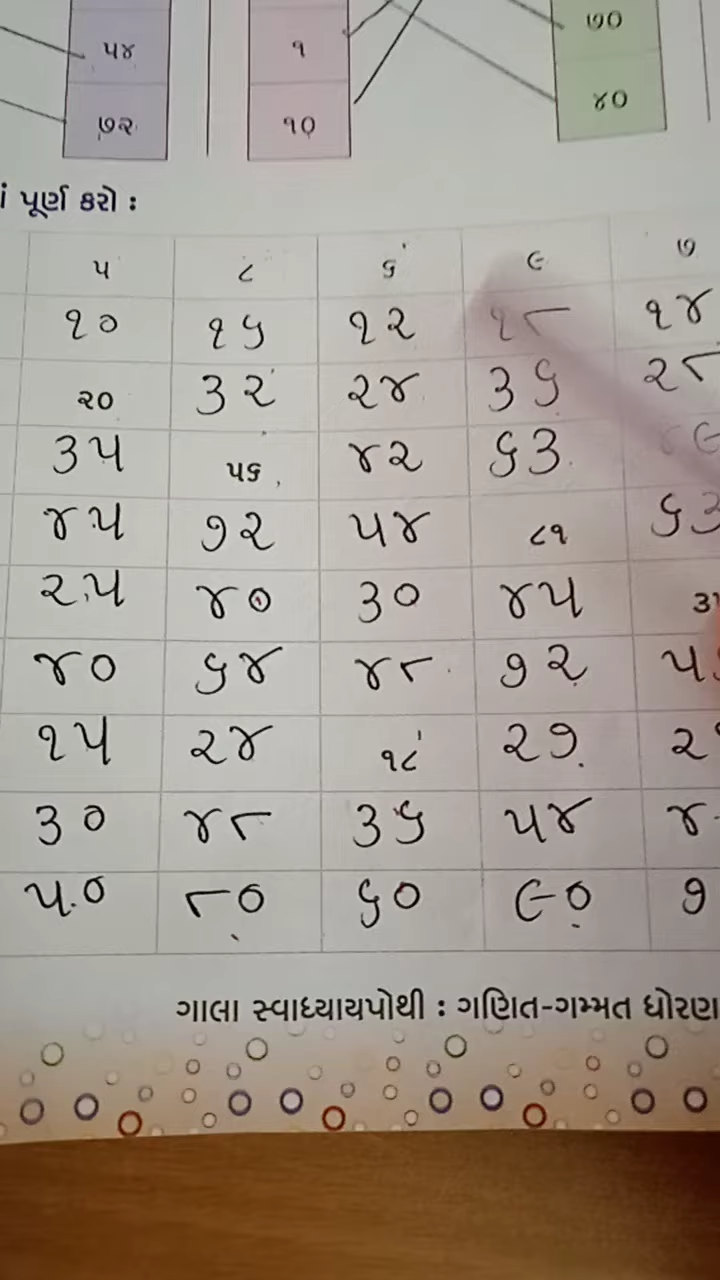 ૫૪ ૧ ૭૦
૭૨ ૧૦ ૪૦
પૂર્ણ કરો :
૫ ૮ ૬ ૯ ૭
૧૦ ૧૬ ૧૨ ૧૮ ૧૪
૨૦ ૩૨ ૨૪ ૩૬ ૨૮
૩૫ ૫૬ ૪૨ ૬૩
૪૫ ૭૨ ૫૪ ૮૧ ૬૩
૨૫ ૪૦ ૩૦ ૪૫
૪૦ ૬૪ ૪૮ ૭૨
૧૫ ૨૪ ૧૮ ૨૭
૩૦ ૪૮ ૩૬ ૫૪
૫૦ ૮૦ ૬૦ ૯૦
ગાલા સ્વાધ્યાયપોથી : ગણિત-ગમ્મત ધોરણ